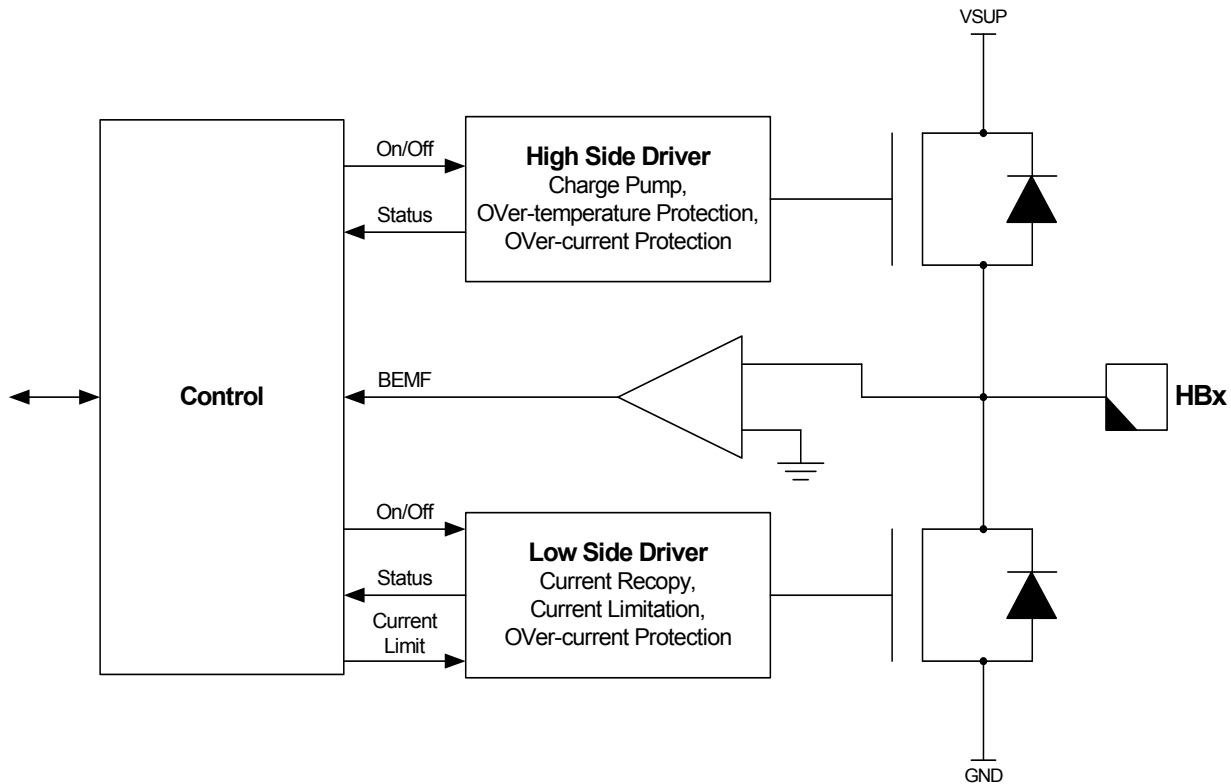 VSUP
On/Off
Status
High Side Driver
Charge Pump,
OVer-temperature Protection,
OVer-current Protection
Control
BEMF
HBx
On/Off
Status
Current
Limit
Low Side Driver
Current Recopy,
Current Limitation,
OVer-current Protection
GND